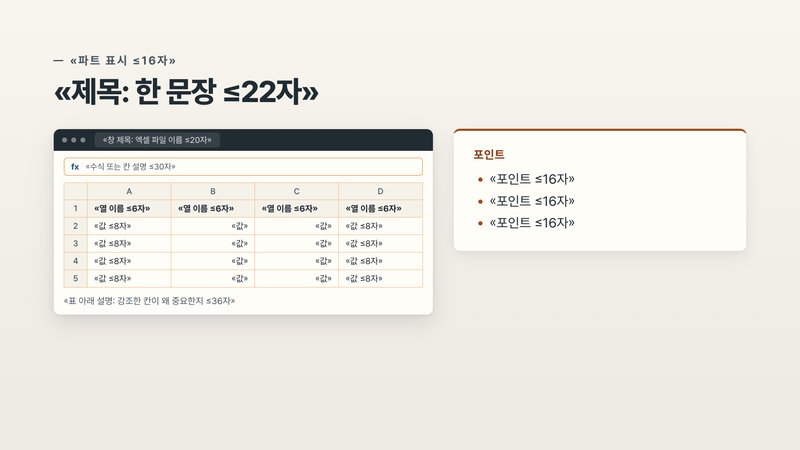 — «파트 표시 ≤16자»
«제목: 한 문장 ≤22자»
«창 제목: 엑셀 파일 이름 ≤20자»
fx «수식 또는 칸 설명 ≤30자»
A B C D
1 «열 이름 ≤6자» «열 이름 ≤6자» «열 이름 ≤6자» «열 이름 ≤6자»
2 «값 ≤8자» «값» «값» «값 ≤8자»
3 «값 ≤8자» «값» «값» «값 ≤8자»
4 «값 ≤8자» «값» «값» «값 ≤8자»
5 «값 ≤8자» «값» «값» «값 ≤8자»
«표 아래 설명: 강조한 칸이 왜 중요한지 ≤36자»
포인트
• «포인트 ≤16자»
• «포인트 ≤16자»
• «포인트 ≤16자»